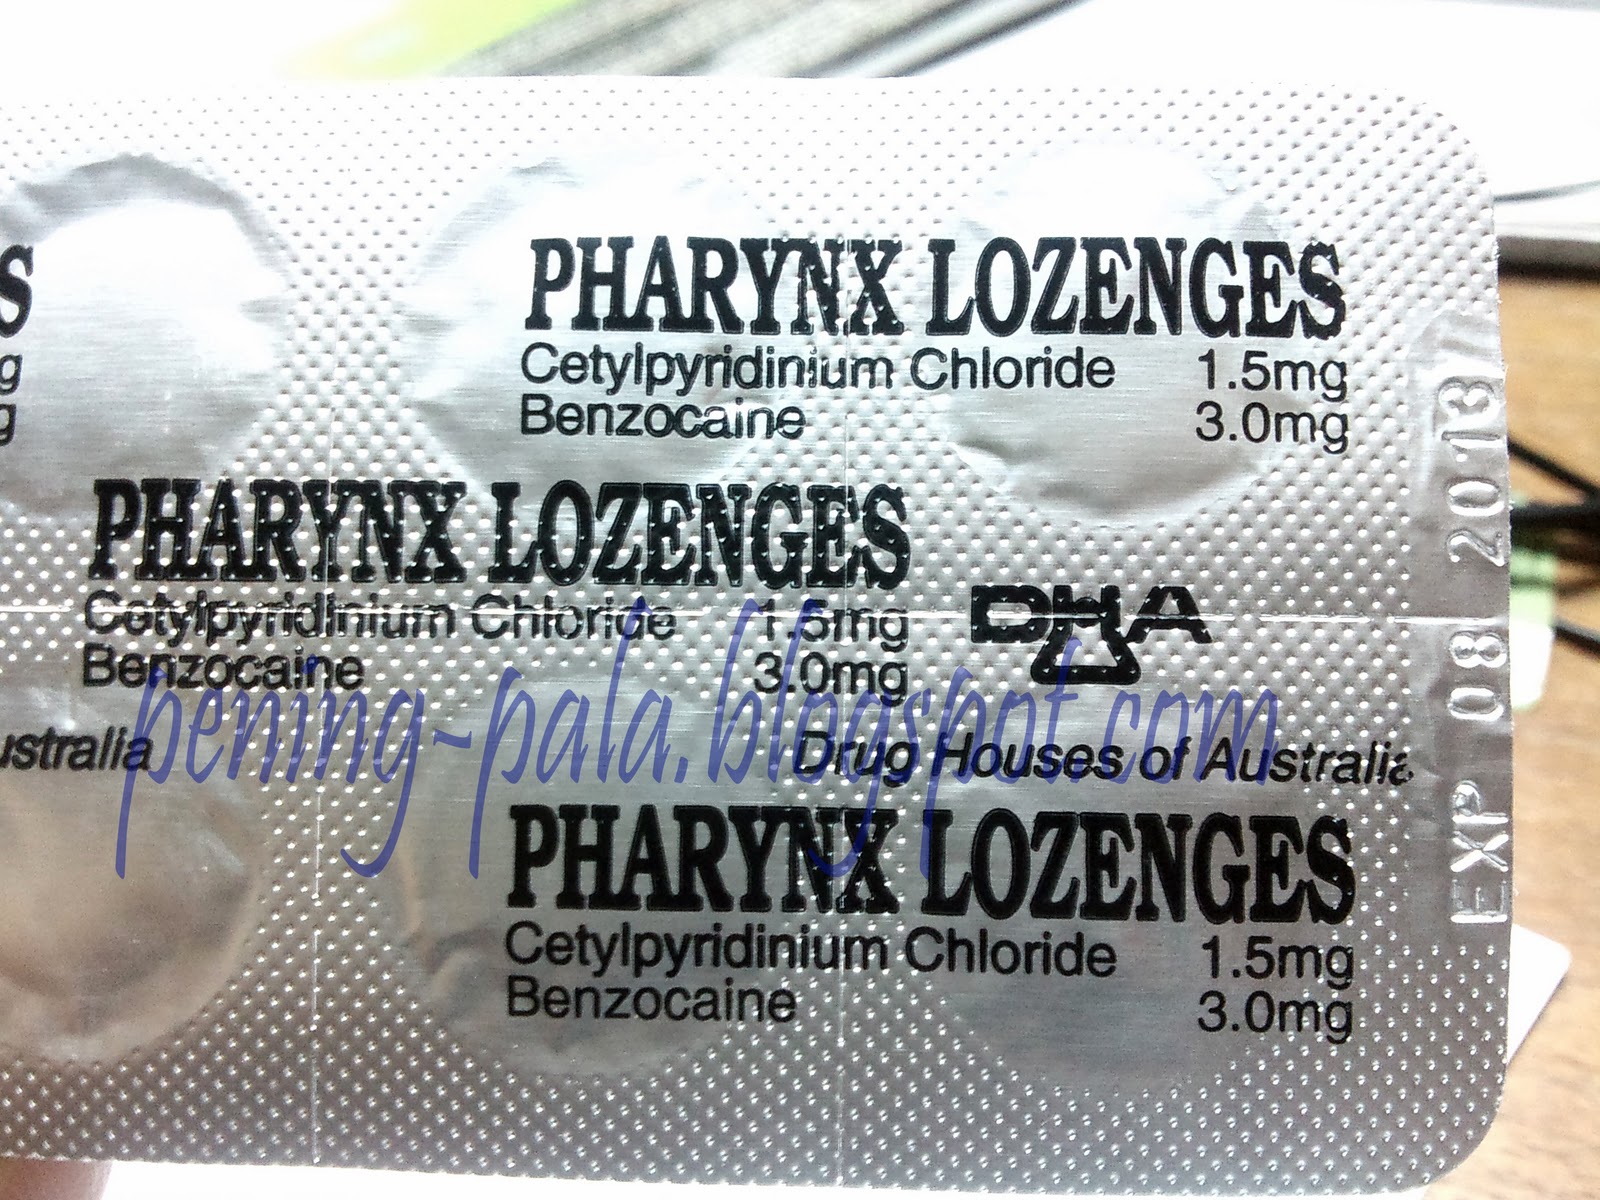 S
g
g
PHARYNX LOZENGES
Cetylpyridinium Chloride 1.5mg
Benzocaine 3.0mg
PHARYNX LOZENGES
Cetylpyridinium Chloride 1.5mg
Benzocaine 3.0mg
DHA
ustralia
Drug Houses of Australia
pening-pala.blogspot.com
PHARYNX LOZENGES
Cetylpyridinium Chloride 1.5mg
Benzocaine 3.0mg
EXP 08 2013